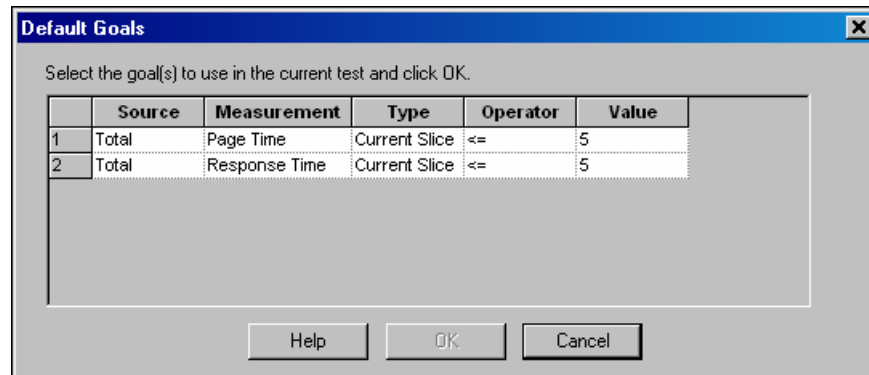 Default Goals
Select the goal(s) to use in the current test and click OK.
Source Measurement Type Operator Value
1 Total Page Time Current Slice <= 5
2 Total Response Time Current Slice <= 5
Help OK Cancel